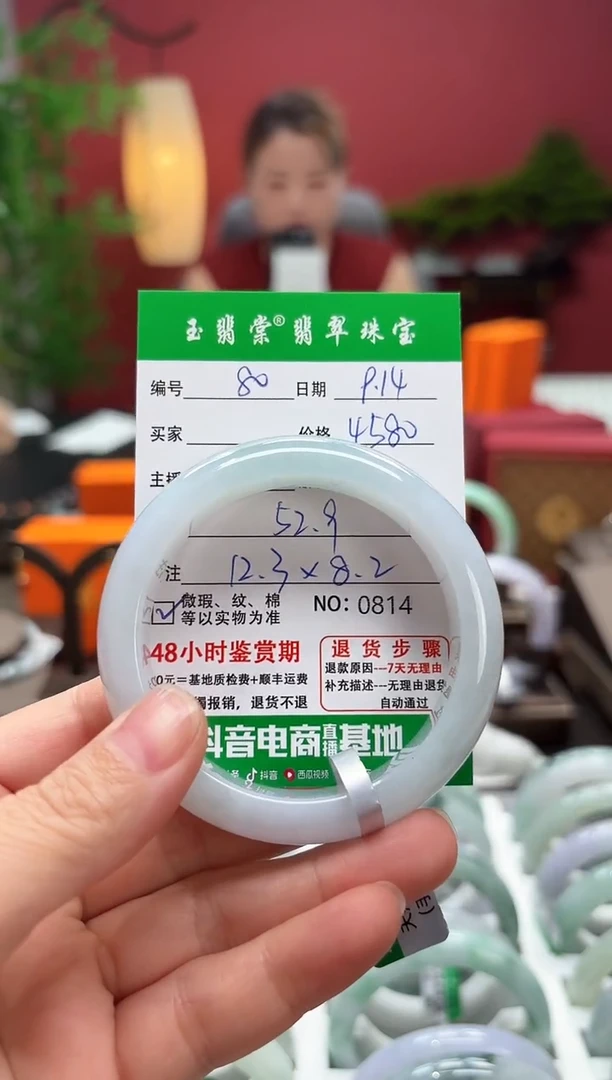 玉翡棠®翡翠珠宝
编号 80 日期 9.14
买家 价格 4580
主播
52.9
注 12.3×8.2
微瑕、纹、棉
等以实物为准
NO: 0814
48小时鉴赏期
00元=基地质检费+顺丰运费
报销，退货不退
退货步骤
退款原因---7天无理由
补充描述---无理由退货
自动通过
抖音电商直播基地
抖音 西瓜视频